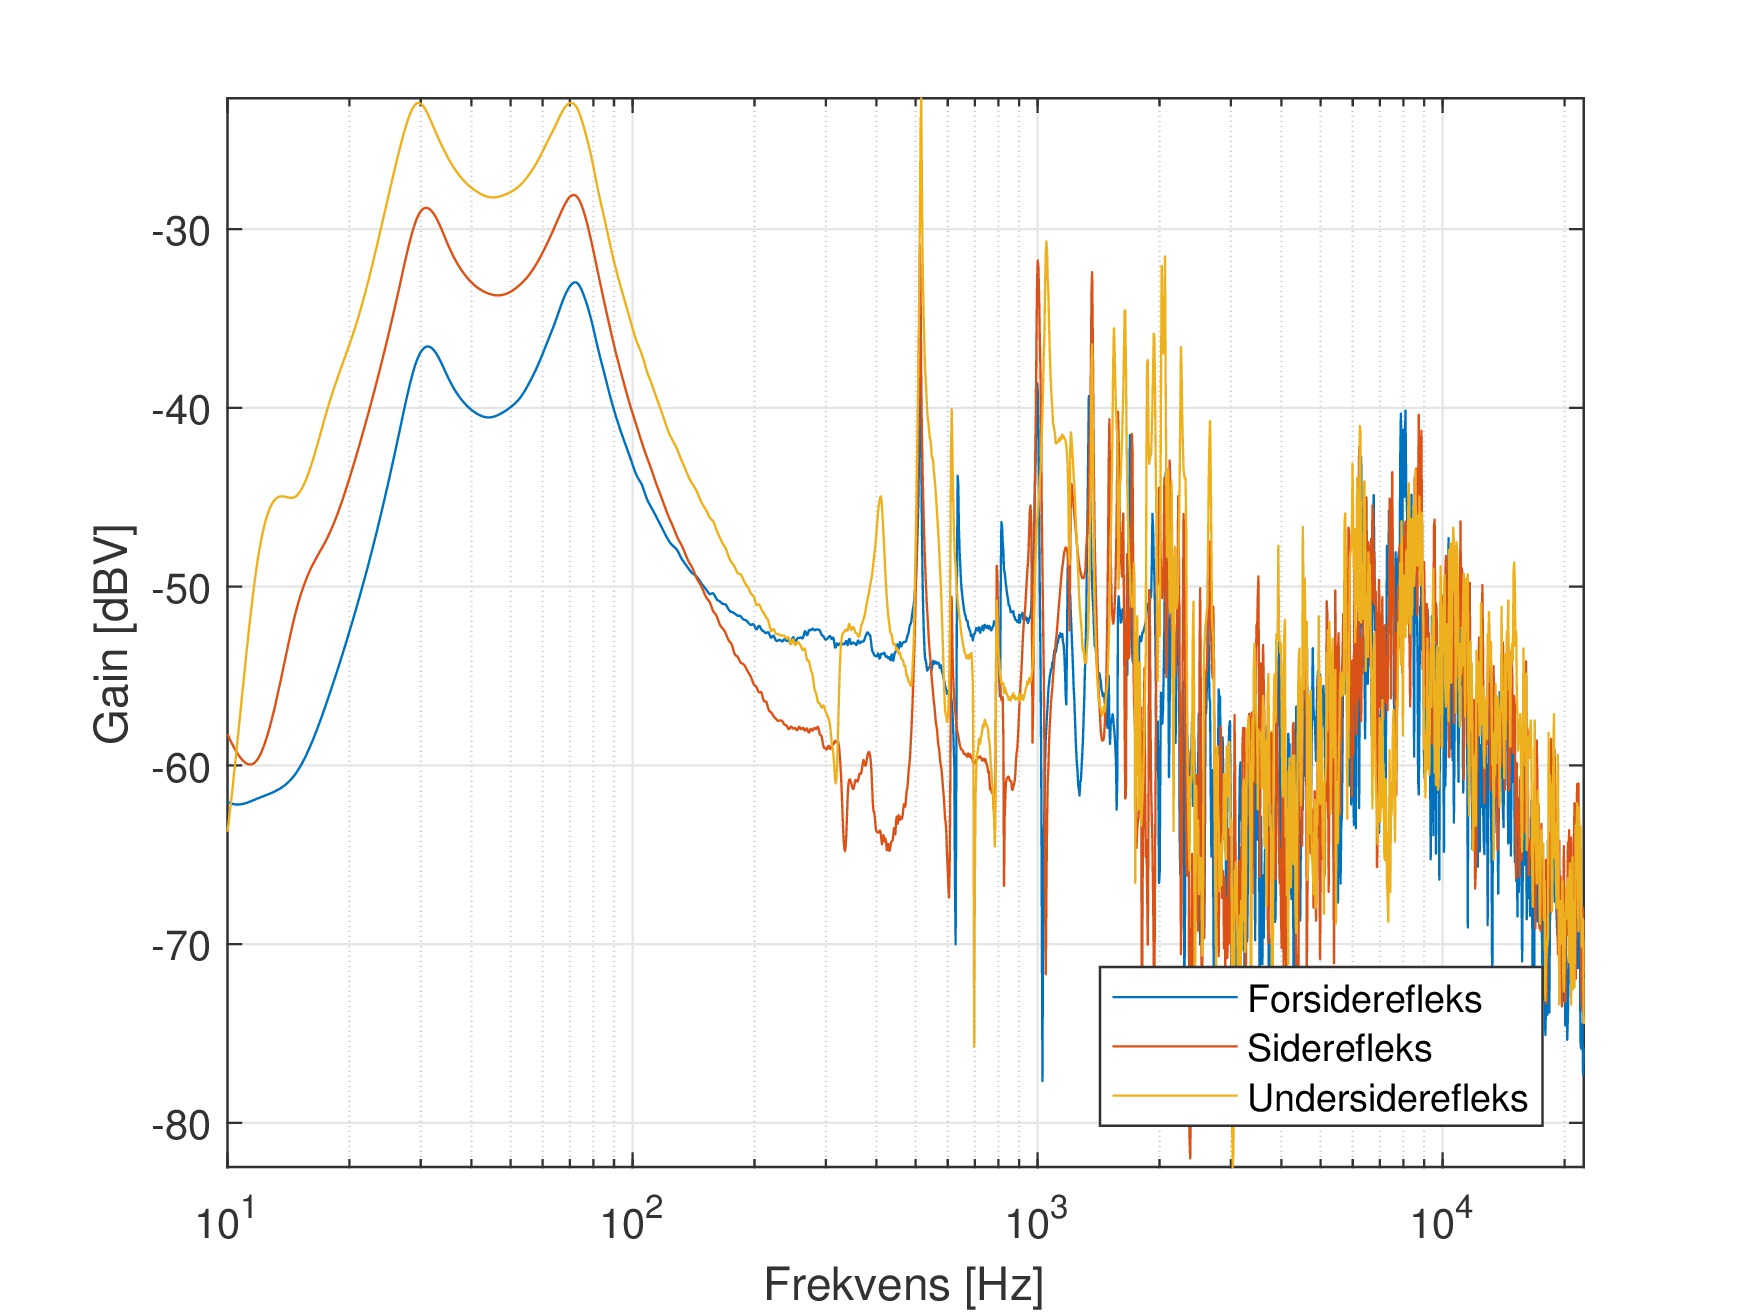 Gain [dBV]
-30
-40
-50
-60
-70
-80
10^1
10^2
10^3
10^4
Frekvens [Hz]
Forsiderefleks
Siderefleks
Undersiderefleks